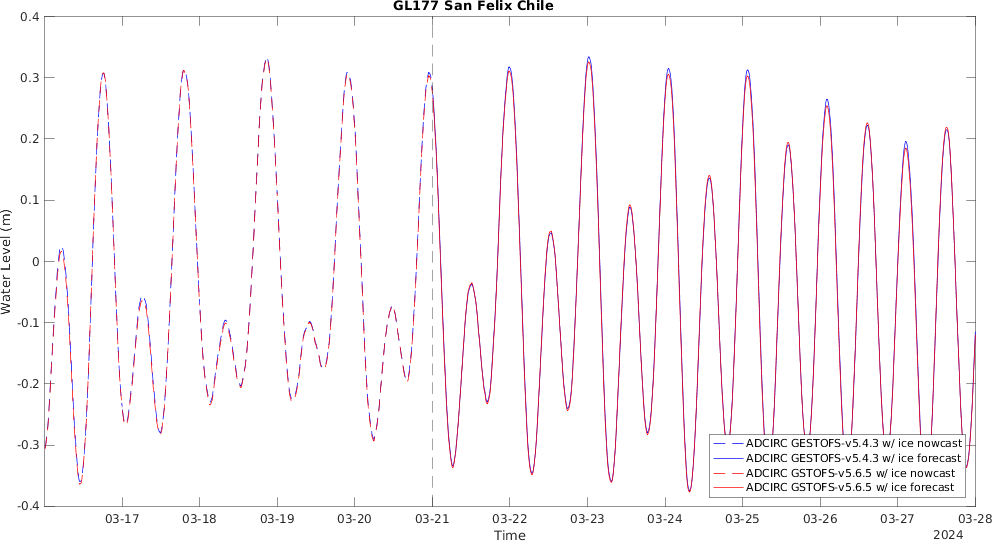 GL177 San Felix Chile
0.4
0.3
0.2
0.1
0
-0.1
-0.2
-0.3
-0.4
Water Level (m)
ADCIRC GESTOFS-v5.4.3 w/ ice nowcast
ADCIRC GESTOFS-v5.4.3 w/ ice forecast
ADCIRC GSTOFS-v5.6.5 w/ ice nowcast
ADCIRC GSTOFS-v5.6.5 w/ ice forecast
03-17 03-18 03-19 03-20 03-21 03-22 03-23 03-24 03-25 03-26 03-27 03-28
Time
2024